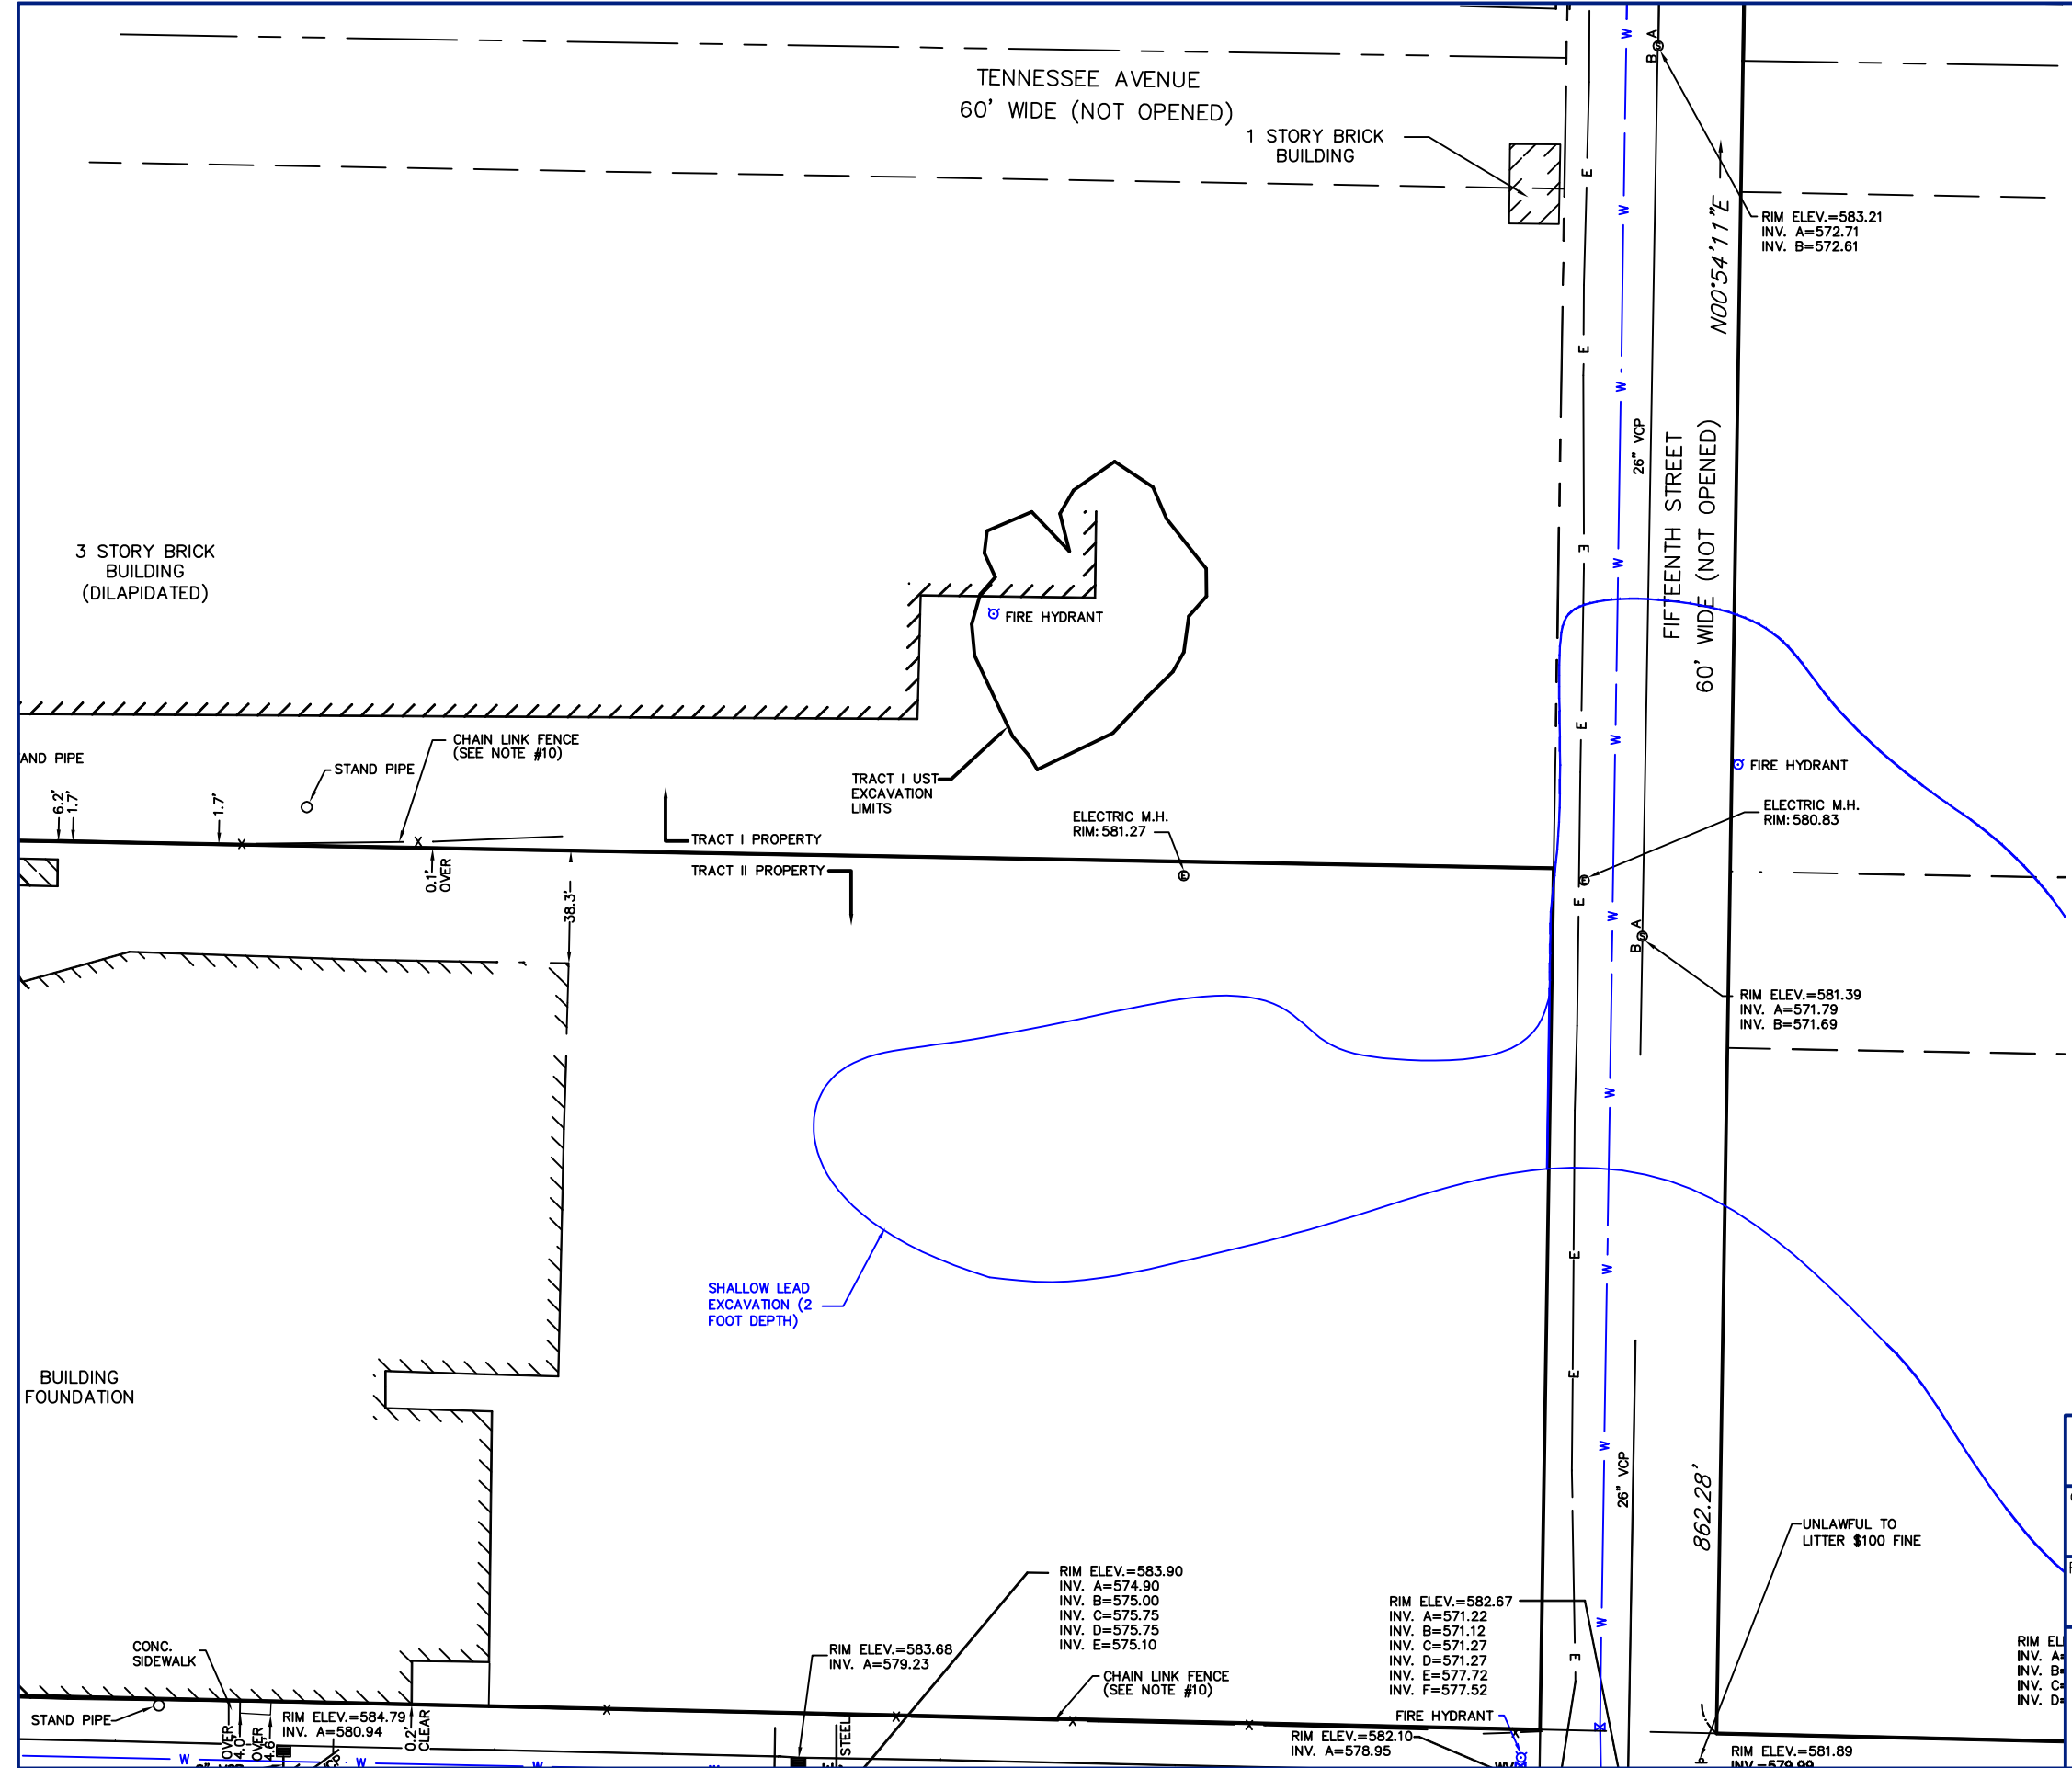 TENNESSEE AVENUE
60' WIDE (NOT OPENED)
1 STORY BRICK
BUILDING
A
B
RIM ELEV.=583.21
INV. A=572.71
INV. B=572.61
N00°54'11"E
26" VCP
FIFTEENTH STREET
60' WIDE (NOT OPENED)
3 STORY BRICK
BUILDING
(DILAPIDATED)
FIRE HYDRANT
AND PIPE
STAND PIPE
CHAIN LINK FENCE
(SEE NOTE #10)
6.2'
1.7'
1.7'
TRACT I UST
EXCAVATION
LIMITS
ELECTRIC M.H.
RIM: 581.27
FIRE HYDRANT
ELECTRIC M.H.
RIM: 580.83
TRACT I PROPERTY
TRACT II PROPERTY
0.1'
OVER
38.3'
A
B
RIM ELEV.=581.39
INV. A=571.79
INV. B=571.69
SHALLOW LEAD
EXCAVATION (2
FOOT DEPTH)
BUILDING
FOUNDATION
26" VCP
862.28'
UNLAWFUL TO
LITTER $100 FINE
RIM ELEV.=583.90
INV. A=574.90
INV. B=575.00
INV. C=575.75
INV. D=575.75
INV. E=575.10
RIM ELEV.=582.67
INV. A=571.22
INV. B=571.12
INV. C=571.27
INV. D=571.27
INV. E=577.72
INV. F=577.52
CONC.
SIDEWALK
RIM ELEV.=583.68
INV. A=579.23
CHAIN LINK FENCE
(SEE NOTE #10)
STAND PIPE
OVER
4.0'
OVER
4.6'
RIM ELEV.=584.79
INV. A=580.94
0.2'
CLEAR
STEEL
FIRE HYDRANT
RIM ELEV.=582.10
INV. A=578.95
RIM ELEV.=581.89
INV.=579.99
RIM EL
INV. A=
INV. B=
INV. C=
INV. D=
E
E
E
E
E
E
E
E
W
W
W
W
W
W
W
W
W
W
W
W
W